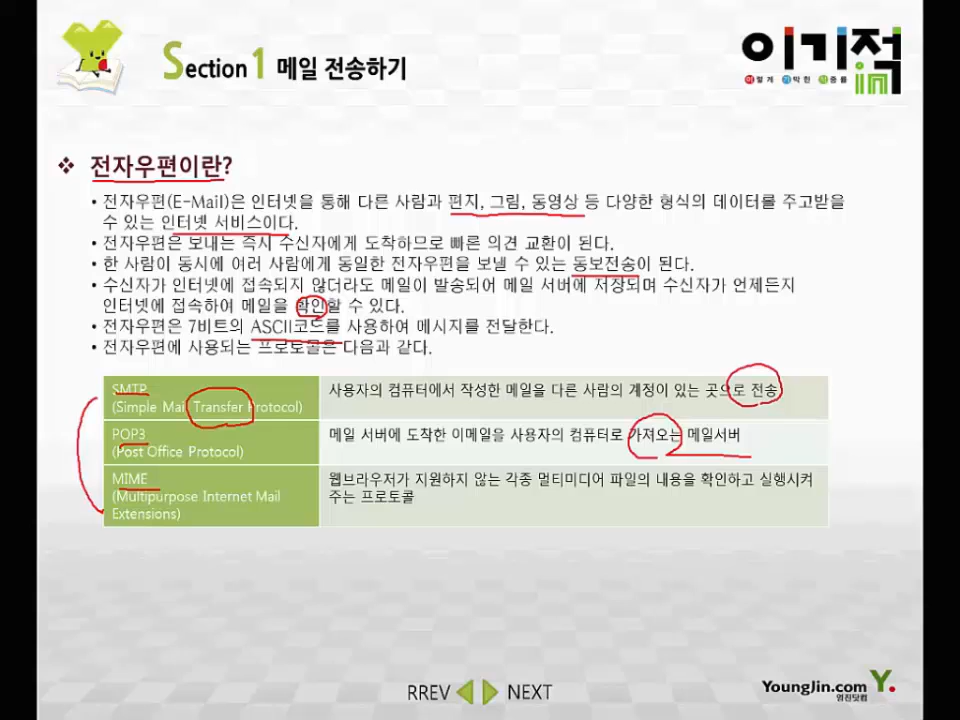 Section 1 메일 전송하기
이기적in
이렇게 기막힌 적중률
❖ 전자우편이란?
• 전자우편(E-Mail)은 인터넷을 통해 다른 사람과 편지, 그림, 동영상 등 다양한 형식의 데이터를 주고받을
수 있는 인터넷 서비스이다.
• 전자우편은 보내는 즉시 수신자에게 도착하므로 빠른 의견 교환이 된다.
• 한 사람이 동시에 여러 사람에게 동일한 전자우편을 보낼 수 있는 동보전송이 된다.
• 수신자가 인터넷에 접속되지 않더라도 메일이 발송되어 메일 서버에 저장되며 수신자가 언제든지
인터넷에 접속하여 메일을 확인할 수 있다.
• 전자우편은 7비트의 ASCII코드를 사용하여 메시지를 전달한다.
• 전자우편에 사용되는 프로토콜은 다음과 같다.
SMTP
(Simple Mail Transfer Protocol)
사용자의 컴퓨터에서 작성한 메일을 다른 사람의 계정이 있는 곳으로 전송
POP3
(Post Office Protocol)
메일 서버에 도착한 이메일을 사용자의 컴퓨터로 가져오는 메일서버
MIME
(Multipurpose Internet Mail
Extensions)
웹브라우저가 지원하지 않는 각종 멀티미디어 파일의 내용을 확인하고 실행시켜
주는 프로토콜
RREV NEXT
YoungJin.com Y.
영진닷컴